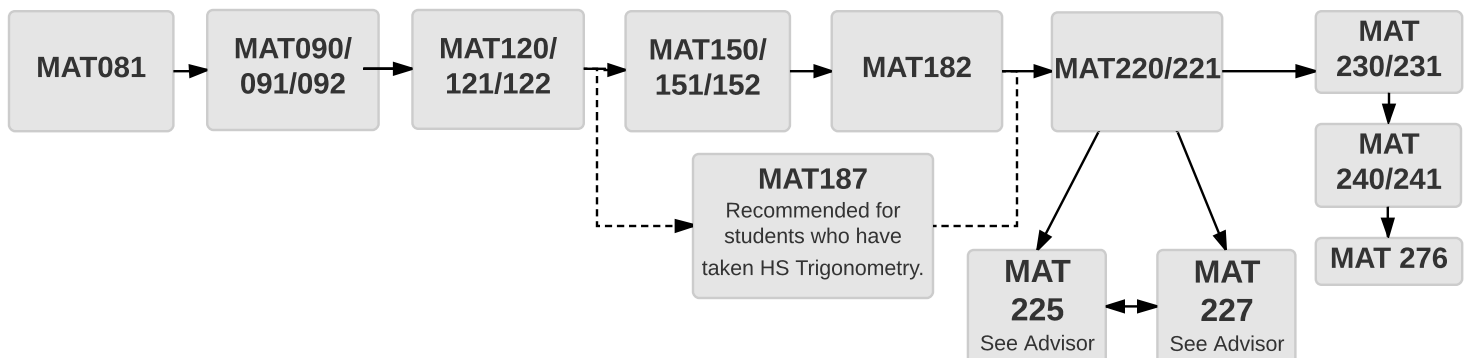 MAT081
MAT090/
091/092
MAT120/
121/122
MAT150/
151/152
MAT182
MAT220/221
MAT
230/231
MAT
240/241
MAT 276
MAT187
Recommended for
students who have
taken HS Trigonometry.
MAT
225
See Advisor
MAT
227
See Advisor